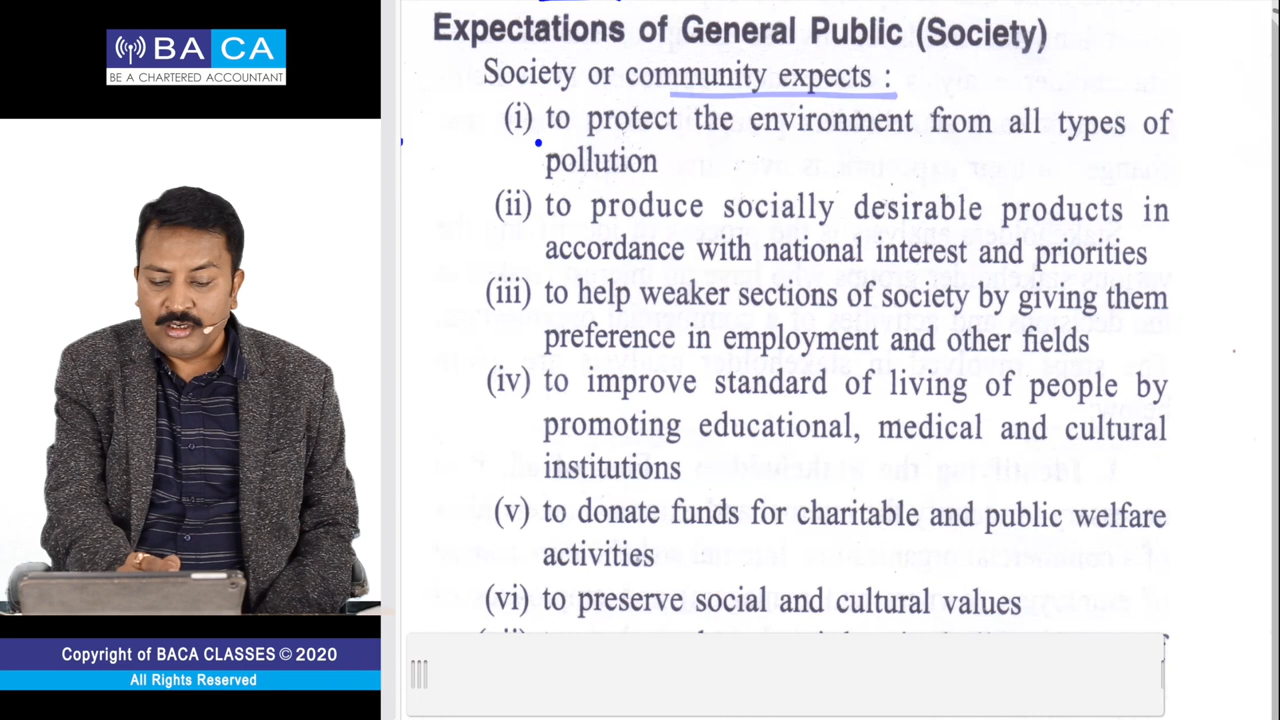 BA CA
BE A CHARTERED ACCOUNTANT
Expectations of General Public (Society)
Society or community expects :
(i) to protect the environment from all types of
pollution
(ii) to produce socially desirable products in
accordance with national interest and priorities
(iii) to help weaker sections of society by giving them
preference in employment and other fields
(iv) to improve standard of living of people by
promoting educational, medical and cultural
institutions
(v) to donate funds for charitable and public welfare
activities
(vi) to preserve social and cultural values
Copyright of BACA CLASSES © 2020
All Rights Reserved